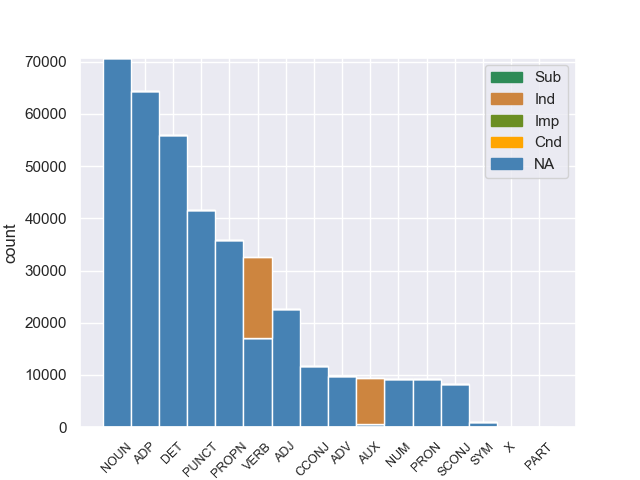 70000
60000
50000
40000
30000
20000
10000
0
count
Sub
Ind
Imp
Cnd
NA
NOUN
ADP
DET
PUNCT
PROPN
VERB
ADJ
CCONJ
ADV
AUX
NUM
PRON
SCONJ
SYM
X
PART